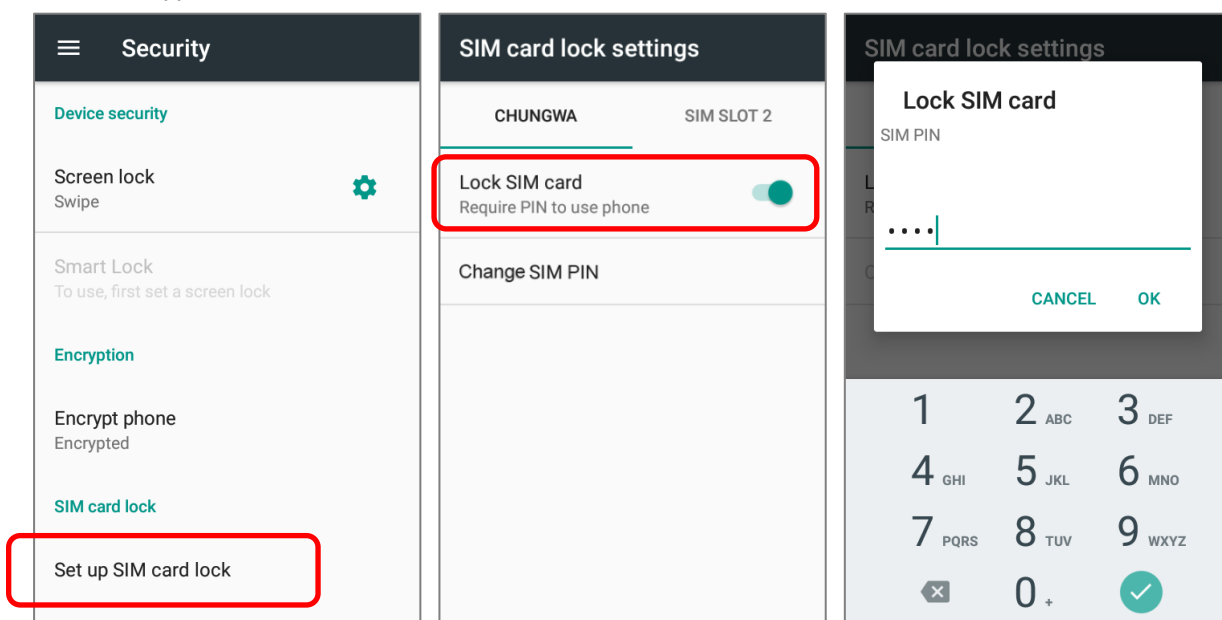 Security
Device security
Screen lock
Swipe
Smart Lock
To use, first set a screen lock
Encryption
Encrypt phone
Encrypted
SIM card lock
Set up SIM card lock
SIM card lock settings
CHUNGWA SIM SLOT 2
Lock SIM card
Require PIN to use phone
Change SIM PIN
SIM card lock settings
Lock SIM card
SIM PIN
L
R
C
••••
CANCEL OK
1 2 ABC 3 DEF
4 GHI 5 JKL 6 MNO
7 PQRS 8 TUV 9 WXYZ
0 +